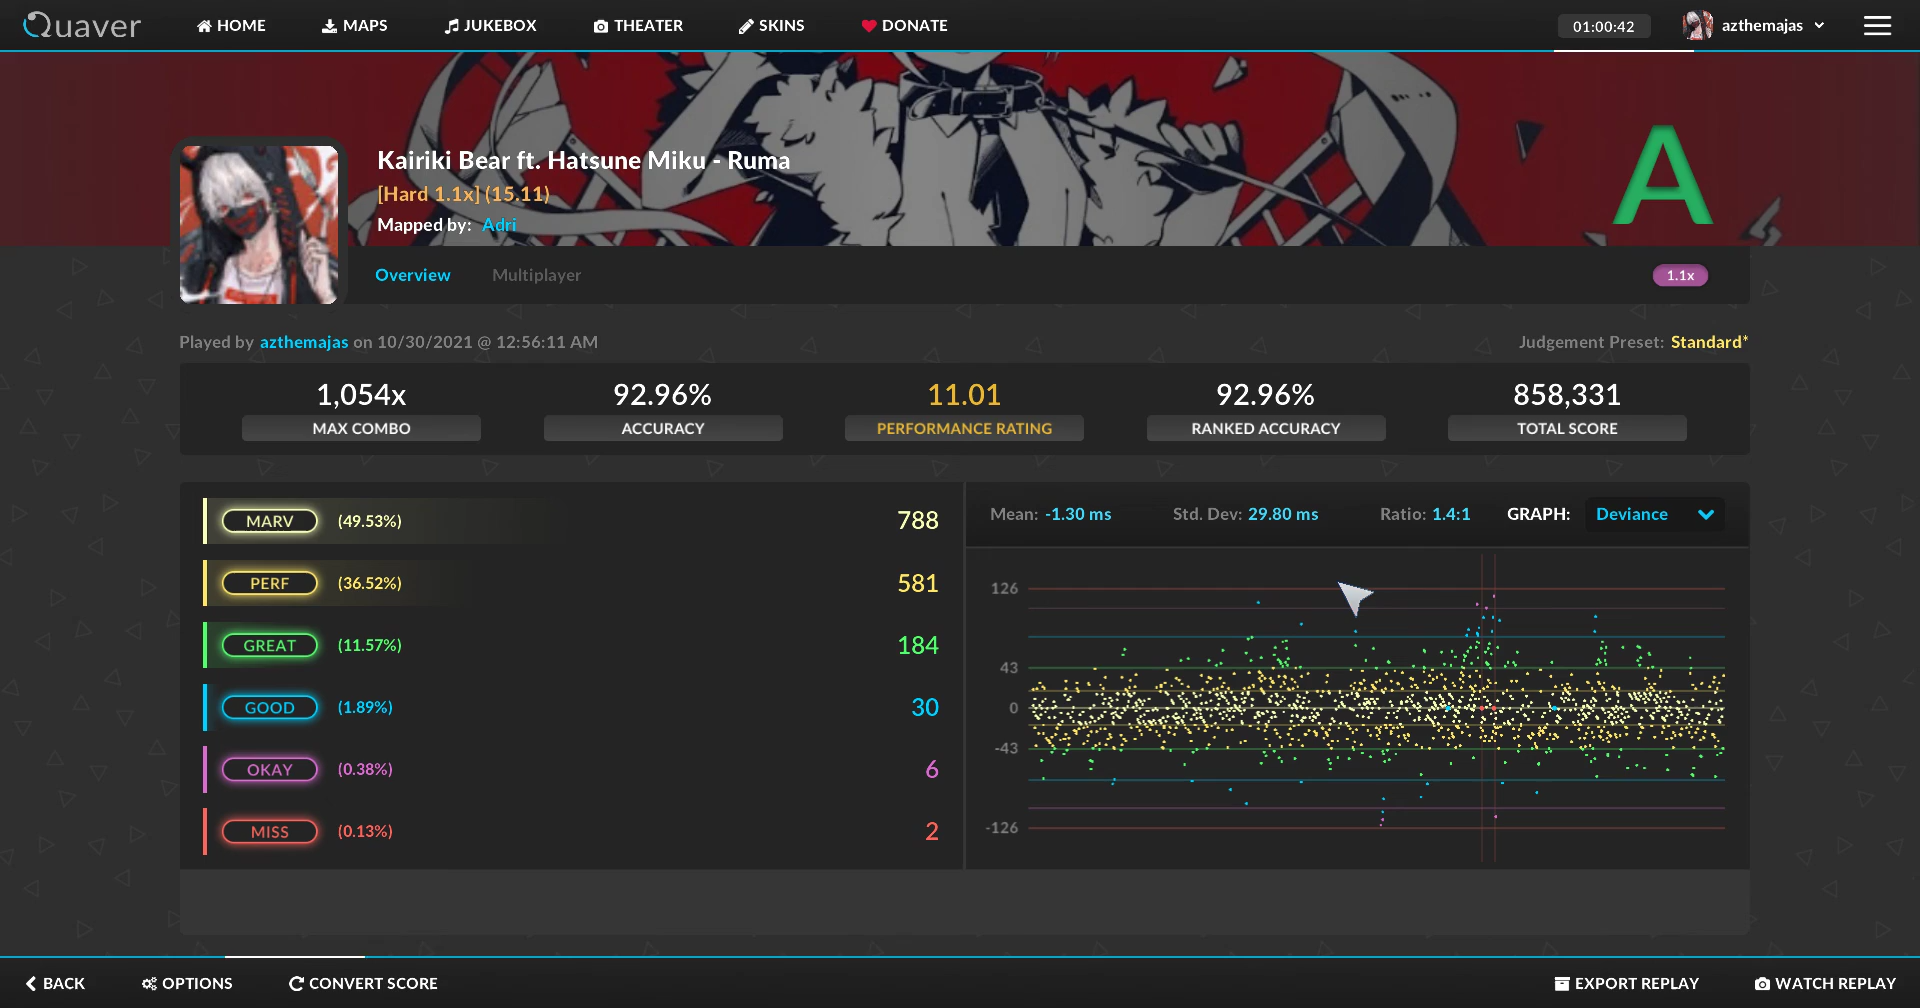 Quaver HOME MAPS JUKEBOX THEATER SKINS DONATE 01:00:42 azthemajas
Kairiki Bear ft. Hatsune Miku - Ruma
[Hard 1.1x] (15.11)
Mapped by: Adri
A
Overview Multiplayer 1.1x
Played by azthemajas on 10/30/2021 @ 12:56:11 AM Judgement Preset: Standard*
1,054x 92.96% 11.01 92.96% 858,331
MAX COMBO ACCURACY PERFORMANCE RATING RANKED ACCURACY TOTAL SCORE
MARV (49.53%) 788
PERF (36.52%) 581
GREAT (11.57%) 184
GOOD (1.89%) 30
OKAY (0.38%) 6
MISS (0.13%) 2
Mean: -1.30 ms Std. Dev: 29.80 ms Ratio: 1.4:1 GRAPH: Deviance
126
43
0
-43
-126
BACK OPTIONS CONVERT SCORE EXPORT REPLAY WATCH REPLAY